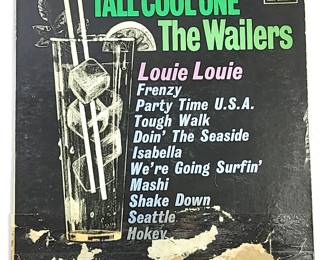 TALL COOL ONE
The Wailers
Louie Louie
Frenzy
Party Time U.S.A.
Tough Walk
Doin' The Seaside
Isabella
We're Going Surfin'
Mashi
Shake Down
Seattle
Hokey